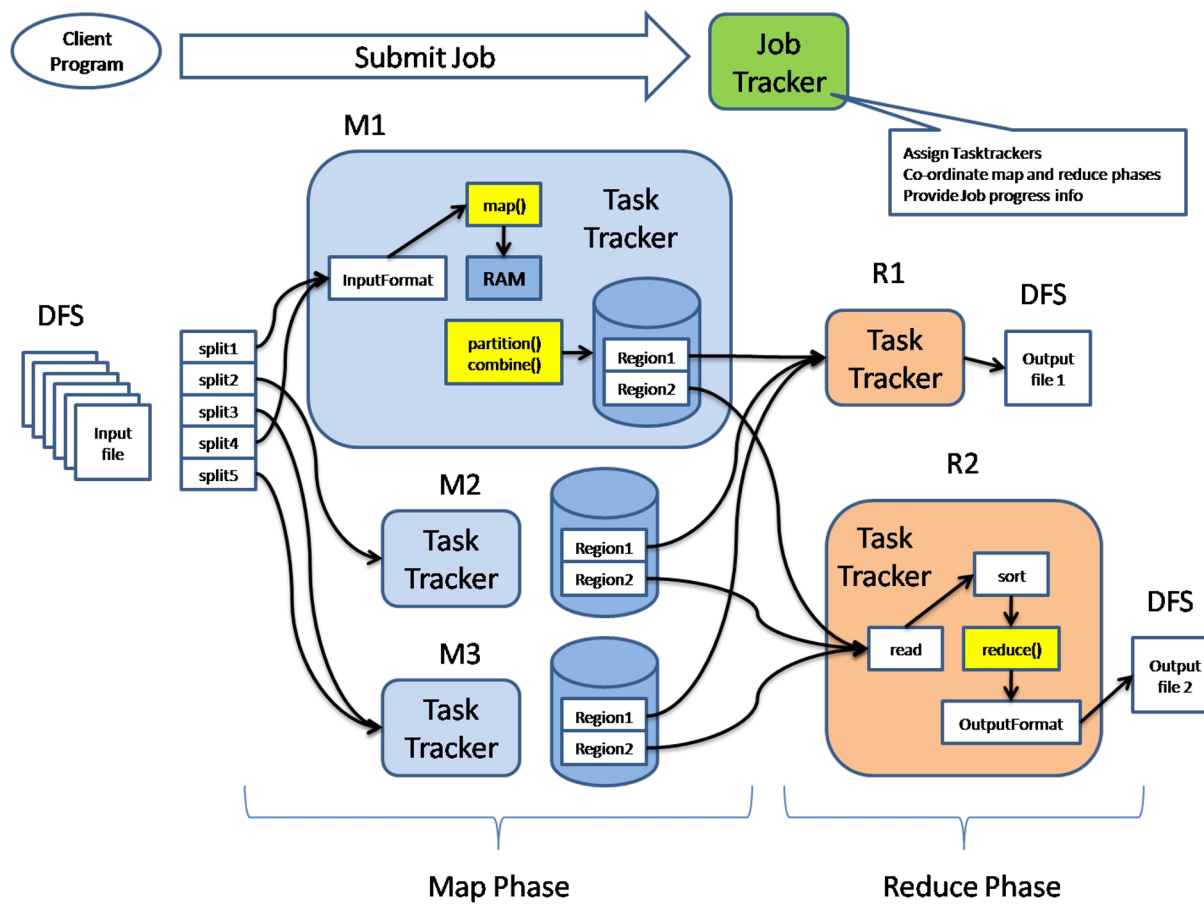 Client
Program
Submit Job
Job
Tracker
Assign Tasktrackers
Co-ordinate map and reduce phases
Provide Job progress info
M1
Task
Tracker
map()
InputFormat
RAM
partition()
combine()
Region1
Region2
DFS
Input
file
split1
split2
split3
split4
split5
M2
Task
Tracker
Region1
Region2
M3
Task
Tracker
Region1
Region2
R1
Task
Tracker
DFS
Output
file 1
R2
Task
Tracker
sort
read
reduce()
OutputFormat
DFS
Output
file 2
Map Phase
Reduce Phase